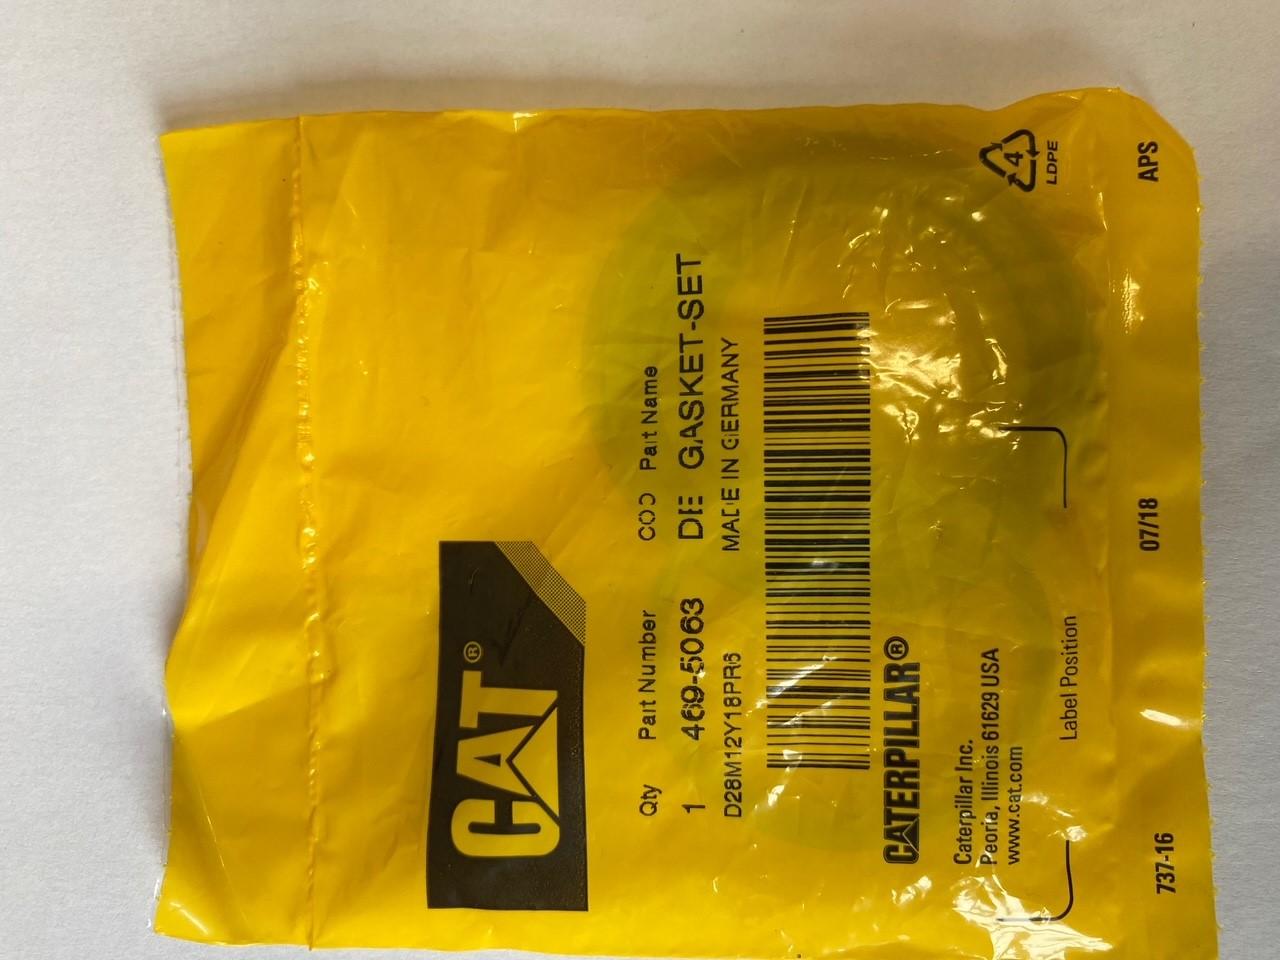 CAT®
Qty Part Number COO Part Name
1 469-5063 DE GASKET-SET
D28M12Y18PR6 MADE IN GERMANY
CATERPILLAR®
Caterpillar Inc.
Peoria, Illinois 61629 USA
www.cat.com
4
LDPE
Label Position
737-16 07/18 APS